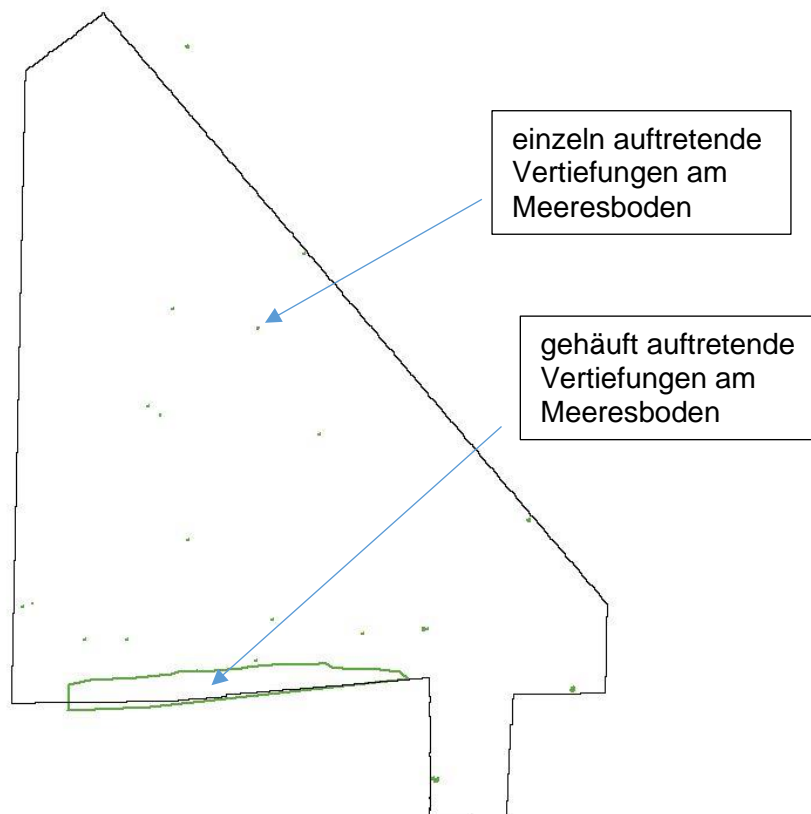 einzeln auftretende
Vertiefungen am
Meeresboden
gehäuft auftretende
Vertiefungen am
Meeresboden